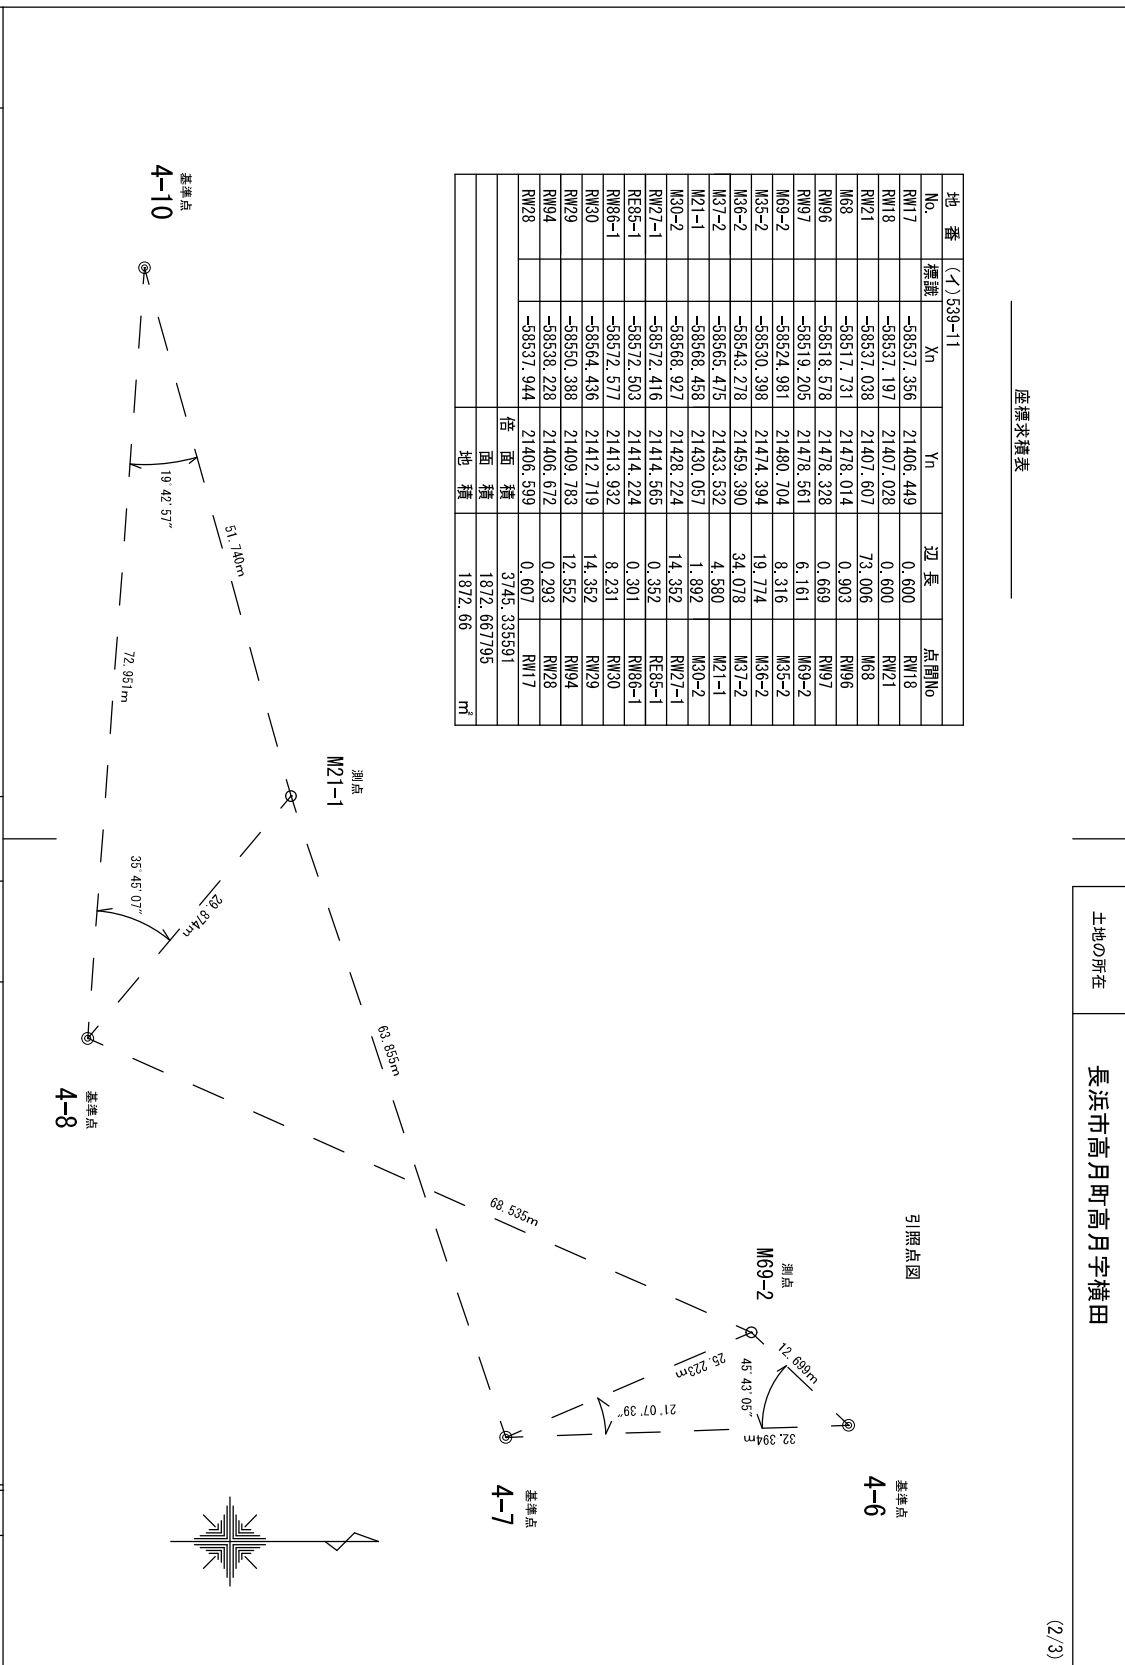 (2/3)
土地の所在 長浜市高月町高月字横田
座標求積表
地 番 (イ)539-11
No. 標識 Xn Yn 辺 長 点間No
RW17 -58537.356 21406.449 0.600 RW18
RW18 -58537.197 21407.028 0.600 RW21
RW21 -58537.038 21407.607 73.006 M68
M68 -58517.731 21478.014 0.903 RW96
RW96 -58518.578 21478.328 0.669 RW97
RW97 -58519.205 21478.561 6.161 M69-2
M69-2 -58524.981 21480.704 8.316 M35-2
M35-2 -58530.398 21474.394 19.774 M36-2
M36-2 -58543.278 21459.390 34.078 M37-2
M37-2 -58565.475 21433.532 4.580 M21-1
M21-1 -58568.458 21430.057 1.892 M30-2
M30-2 -58568.927 21428.224 14.352 RW27-1
RW27-1 -58572.416 21414.565 0.352 RE85-1
RE85-1 -58572.503 21414.224 0.301 RW86-1
RW86-1 -58572.577 21413.932 8.231 RW30
RW30 -58564.436 21412.719 14.352 RW29
RW29 -58550.388 21409.783 12.552 RW94
RW94 -58538.228 21406.672 0.293 RW28
RW28 -58537.944 21406.599 0.607 RW17
倍 面 積 3745.335591
面 積 1872.667795
地 積 1872.66 ㎡
引照点図
基準点
4-6
測点
M69-2
12.699m
45°43'05"
25.223m
21°07'39"
32.394m
基準点
4-7
68.535m
63.855m
測点
M21-1
51.740m
19°42'57"
72.951m
29.874m
35°45'07"
基準点
4-10
基準点
4-8